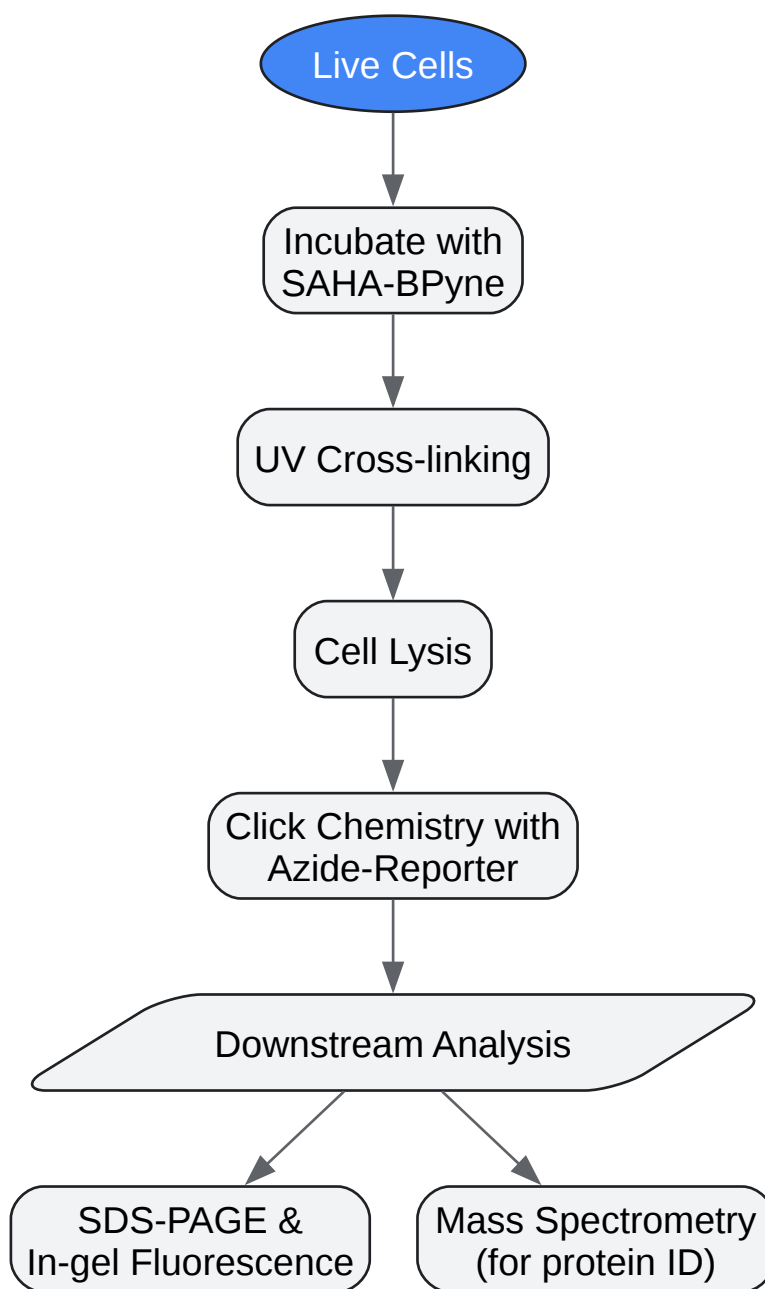 Live Cells
Incubate with
SAHA-BPyne
UV Cross-linking
Cell Lysis
Click Chemistry with
Azide-Reporter
Downstream Analysis
SDS-PAGE &
In-gel Fluorescence
Mass Spectrometry
(for protein ID)